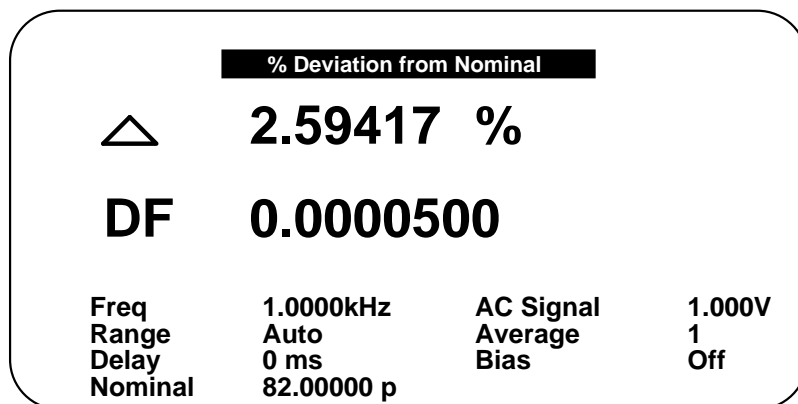 % Deviation from Nominal
△ 2.59417 %
DF 0.0000500
Freq 1.0000kHz AC Signal 1.000V
Range Auto Average 1
Delay 0 ms Bias Off
Nominal 82.00000 p